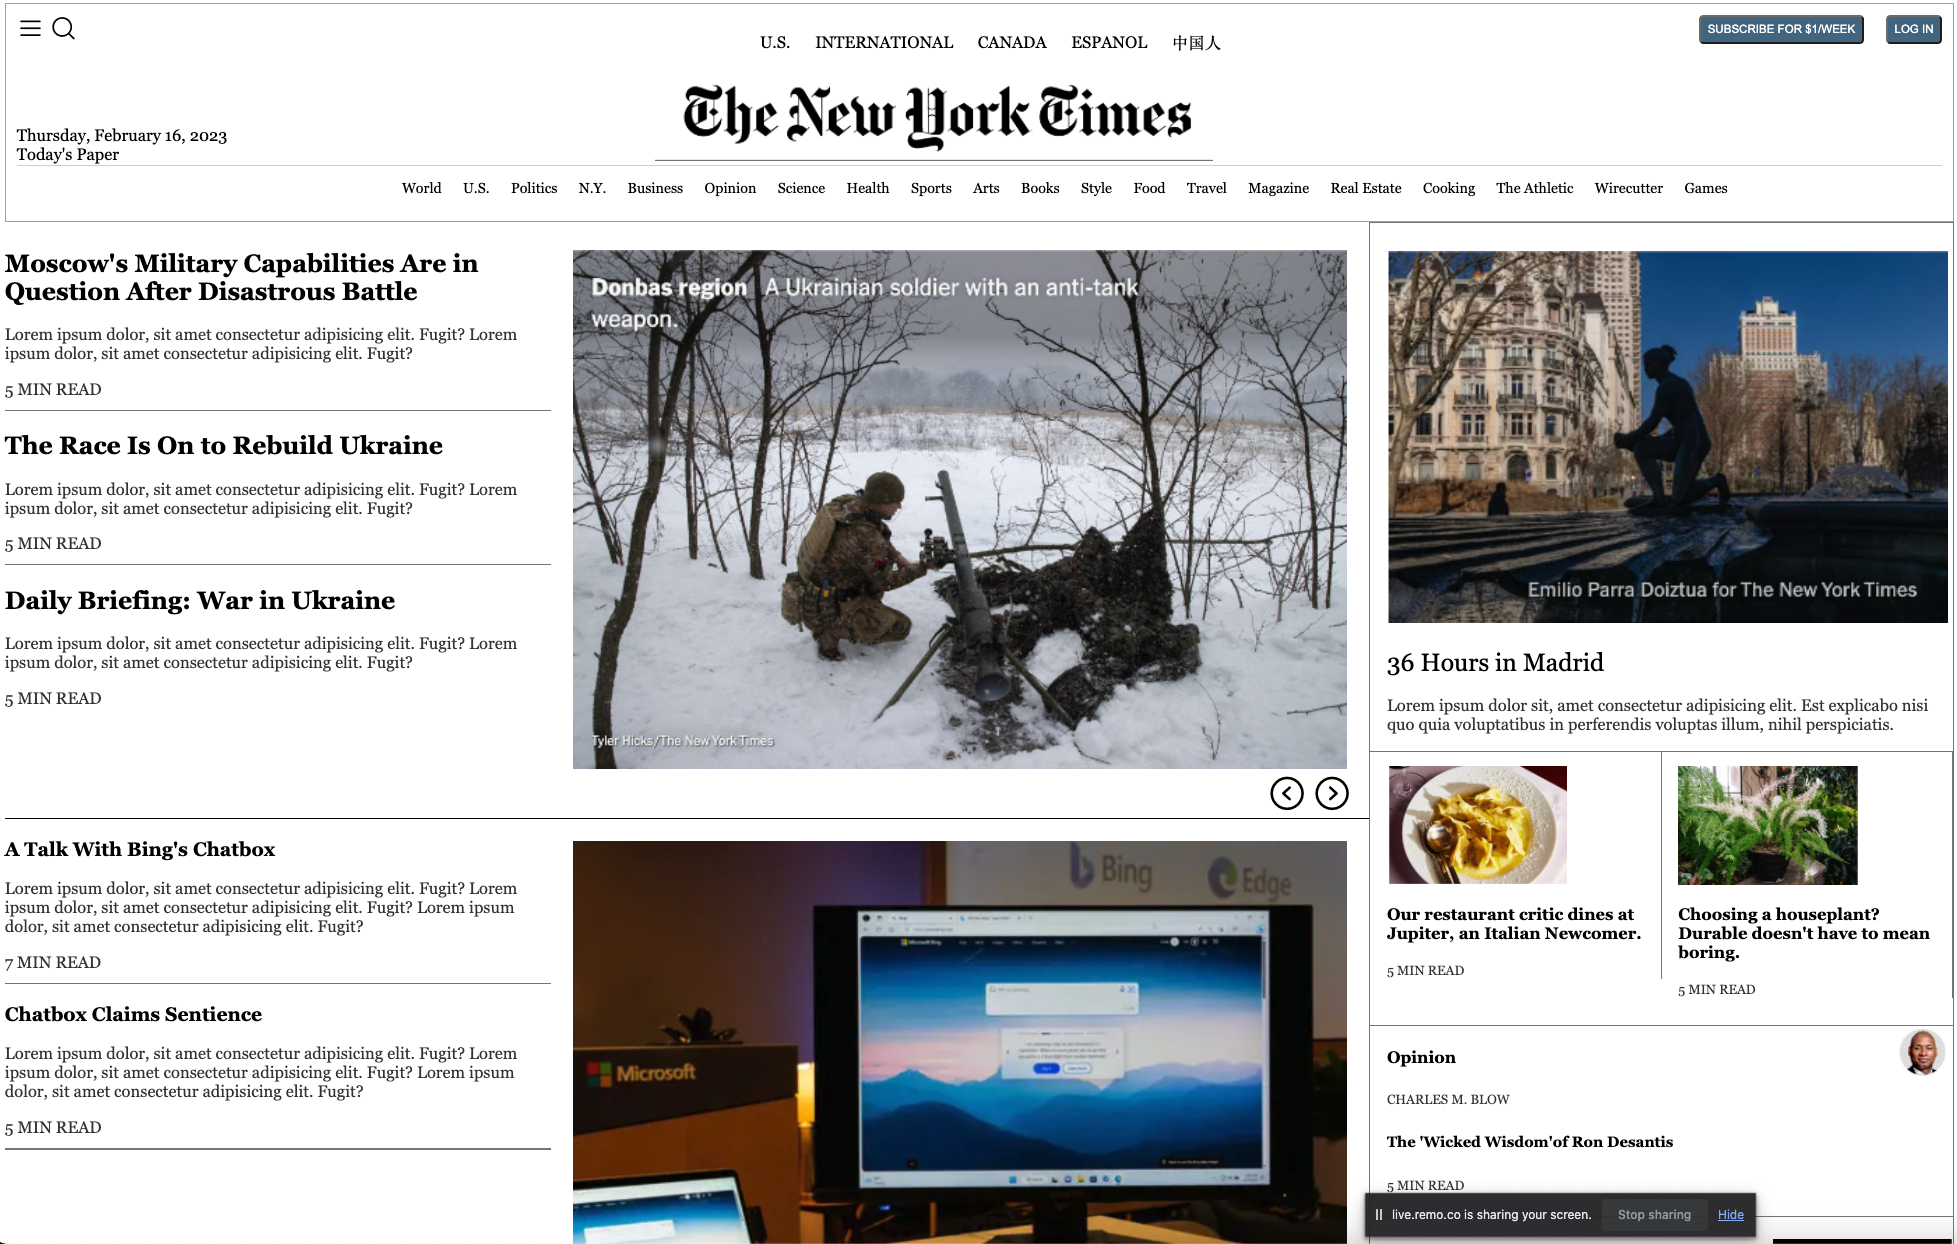 U.S. INTERNATIONAL CANADA ESPANOL 中国人
SUBSCRIBE FOR $1/WEEK
LOG IN
The New York Times
Thursday, February 16, 2023
Today's Paper
World U.S. Politics N.Y. Business Opinion Science Health Sports Arts Books Style Food Travel Magazine Real Estate Cooking The Athletic Wirecutter Games
Moscow's Military Capabilities Are in
Question After Disastrous Battle
Lorem ipsum dolor, sit amet consectetur adipisicing elit. Fugit? Lorem
ipsum dolor, sit amet consectetur adipisicing elit. Fugit?
5 MIN READ
The Race Is On to Rebuild Ukraine
Lorem ipsum dolor, sit amet consectetur adipisicing elit. Fugit? Lorem
ipsum dolor, sit amet consectetur adipisicing elit. Fugit?
5 MIN READ
Daily Briefing: War in Ukraine
Lorem ipsum dolor, sit amet consectetur adipisicing elit. Fugit? Lorem
ipsum dolor, sit amet consectetur adipisicing elit. Fugit?
5 MIN READ
Donbas region A Ukrainian soldier with an anti-tank
weapon.
Tyler Hicks/The New York Times
A Talk With Bing's Chatbox
Lorem ipsum dolor, sit amet consectetur adipisicing elit. Fugit? Lorem
ipsum dolor, sit amet consectetur adipisicing elit. Fugit? Lorem ipsum
dolor, sit amet consectetur adipisicing elit. Fugit?
7 MIN READ
Chatbox Claims Sentience
Lorem ipsum dolor, sit amet consectetur adipisicing elit. Fugit? Lorem
ipsum dolor, sit amet consectetur adipisicing elit. Fugit? Lorem ipsum
dolor, sit amet consectetur adipisicing elit. Fugit?
5 MIN READ
Bing
Edge
Microsoft Bing
Microsoft
Emilio Parra Doiztua for The New York Times
36 Hours in Madrid
Lorem ipsum dolor sit, amet consectetur adipisicing elit. Est explicabo nisi
quo quia voluptatibus in perferendis voluptas illum, nihil perspiciatis.
Our restaurant critic dines at
Jupiter, an Italian Newcomer.
5 MIN READ
Choosing a houseplant?
Durable doesn't have to mean
boring.
5 MIN READ
Opinion
CHARLES M. BLOW
The 'Wicked Wisdom'of Ron Desantis
5 MIN READ
live.remo.co is sharing your screen.
Stop sharing
Hide